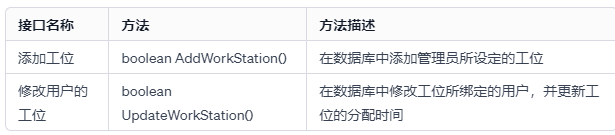 接口名称 方法 方法描述
添加工位 boolean AddWorkStation() 在数据库中添加管理员所设定的工位
修改用户的 boolean 在数据库中修改工位所绑定的用户，并更新工
工位 UpdateWorkStation() 位的分配时间